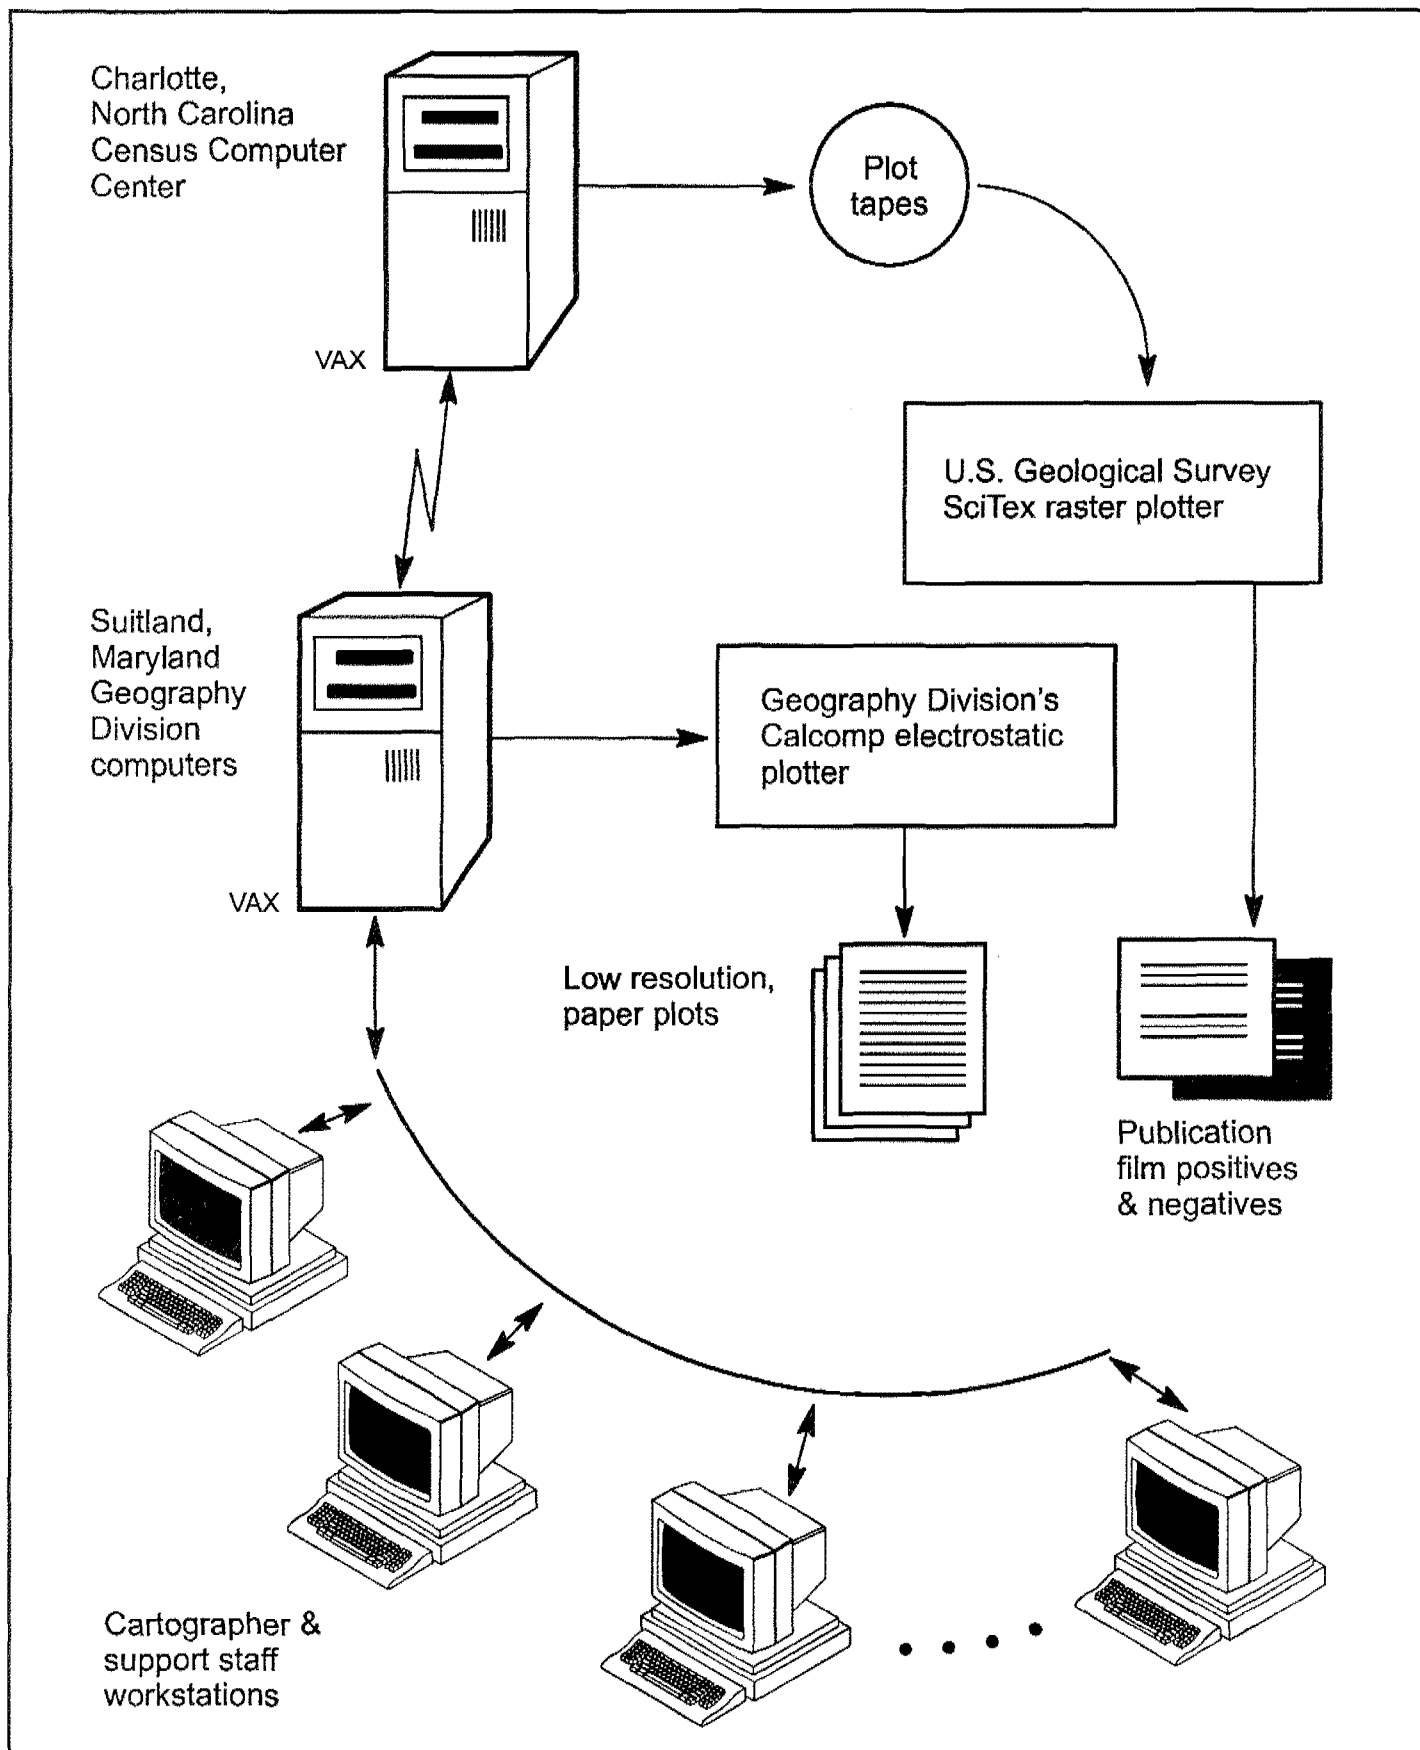 Charlotte,
North Carolina
Census Computer
Center
VAX
Plot
tapes
U.S. Geological Survey
SciTex raster plotter
Suitland,
Maryland
Geography
Division
computers
VAX
Geography Division's
Calcomp electrostatic
plotter
Low resolution,
paper plots
Publication
film positives
& negatives
Cartographer &
support staff
workstations